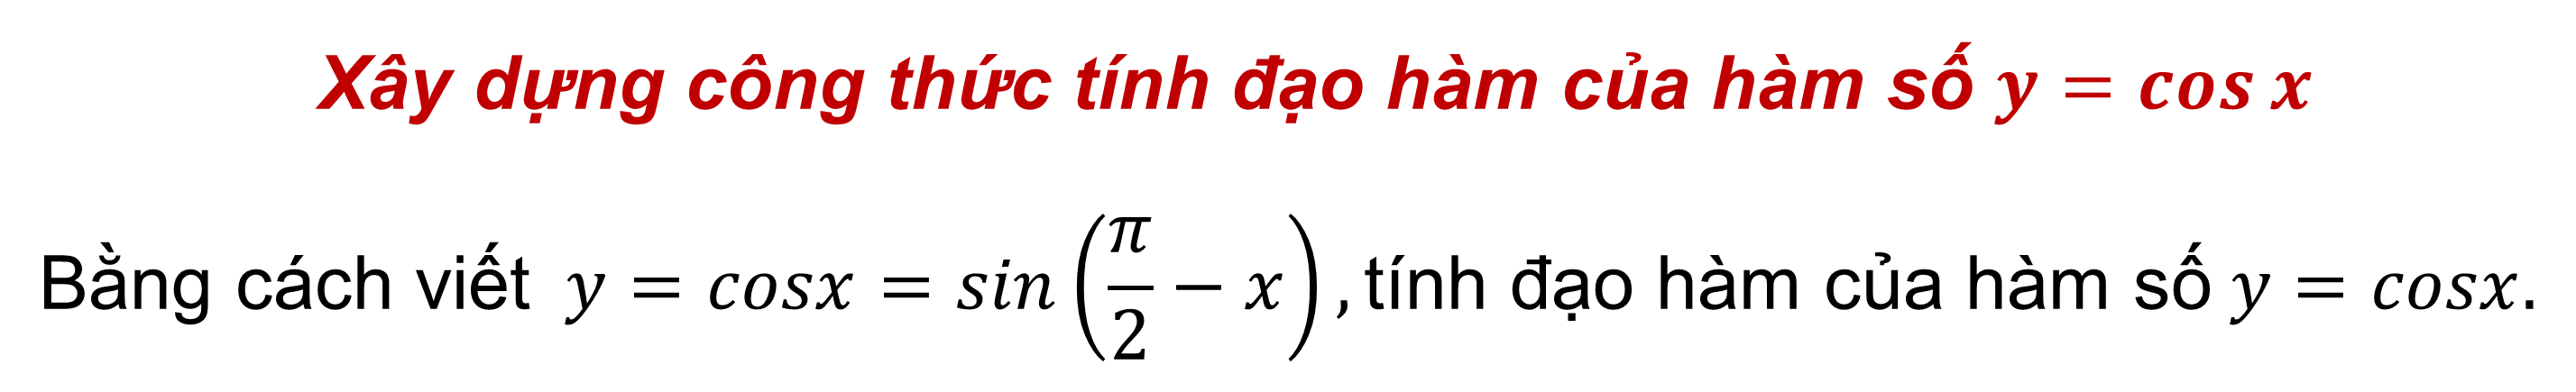 Xây dựng công thức tính đạo hàm của hàm số y = cos x
Bằng cách viết y = cosx = sin(π/2 − x), tính đạo hàm của hàm số y = cosx.